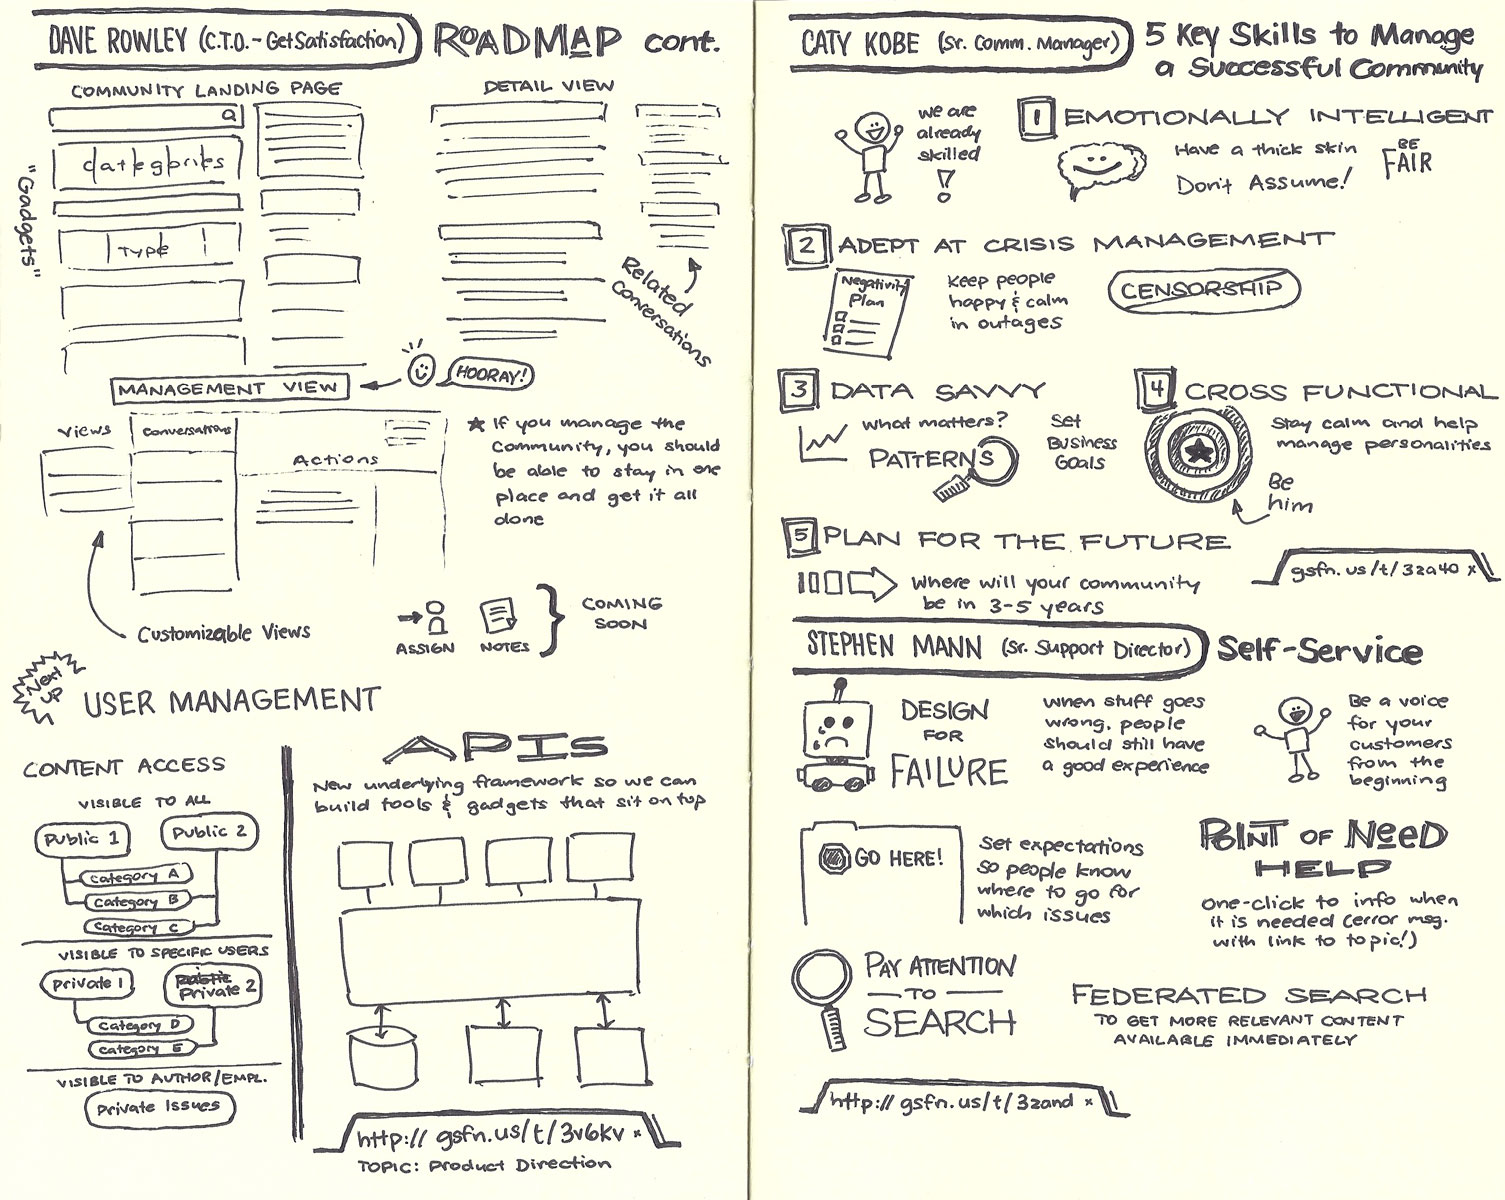 DAVE ROWLEY (C.T.O. - GetSatisfaction) ROADMAP cont.
COMMUNITY LANDING PAGE
DETAIL VIEW
categories
"Gadgets"
TYPE
Related
Conversations
MANAGEMENT VIEW
HOORAY!
Views
Conversations
Actions
★ If you manage the
Community, you should
be able to stay in one
place and get it all
done
Customizable Views
ASSIGN
NOTES
COMING
SOON
Next
UP
USER MANAGEMENT
CONTENT ACCESS
VISIBLE TO ALL
Public 1
Public 2
Category A
Category B
Category C
VISIBLE TO SPECIFIC USERS
Private 1
Public
Private 2
Category D
Category E
VISIBLE TO AUTHOR/EMPL.
Private Issues
APIs
New underlying framework so we can
build tools & gadgets that sit on top
http:// gsfn.us/t/3v6kv x
TOPIC: Product Direction
CATY KOBE (Sr. Comm. Manager) 5 Key Skills to Manage
a Successful Community
we are
already
skilled
!
1 EMOTIONALLY INTELLIGENT
Have a thick skin
Don't Assume!
BE
FAIR
2 ADEPT AT CRISIS MANAGEMENT
Negativity
Plan
Keep people
happy & calm
in outages
CENSORSHIP
3 DATA SAVVY
what matters?
PATTERNS
Set
Business
Goals
4 CROSS FUNCTIONAL
Stay calm and help
manage personalities
Be
him
5 PLAN FOR THE FUTURE
Where will your community
be in 3-5 years
gsfn.us/t/3za40 x
STEPHEN MANN (Sr. Support Director) Self-Service
DESIGN
FOR
FAILURE
When stuff goes
wrong, people
should still have
a good experience
Be a voice
for your
customers
from the
beginning
GO HERE!
Set expectations
so people know
where to go for
which issues
POINT OF NEED
HELP
one-click to info when
it is needed (error msg.
with link to topic!)
PAY ATTENTION
TO
SEARCH
FEDERATED SEARCH
TO GET MORE RELEVANT CONTENT
AVAILABLE IMMEDIATELY
http:// gsfn.us/t/3zand x